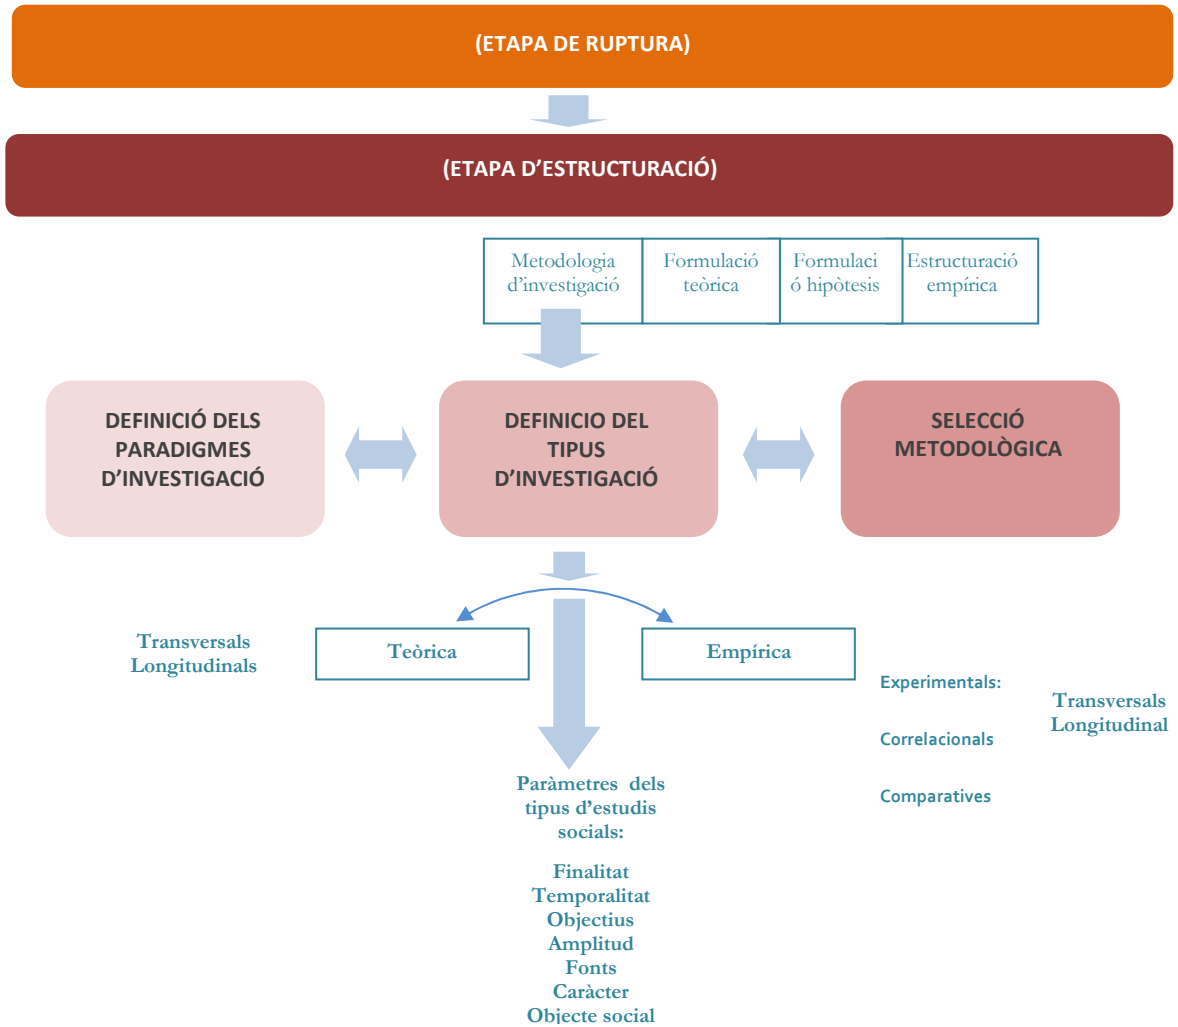 (ETAPA DE RUPTURA)
(ETAPA D’ESTRUCTURACIÓ)
Metodologia
d’investigació
Formulació
teòrica
Formulaci
ó hipòtesis
Estructuració
empírica
DEFINICIÓ DELS
PARADIGMES
D’INVESTIGACIÓ
DEFINICIO DEL
TIPUS
D’INVESTIGACIÓ
SELECCIÓ
METODOLÒGICA
Transversals
Longitudinals
Teòrica
Empírica
Experimentals:
Correlacionals
Comparatives
Transversals
Longitudinal
Paràmetres dels
tipus d’estudis
socials:
Finalitat
Temporalitat
Objectius
Amplitud
Fonts
Caràcter
Objecte social